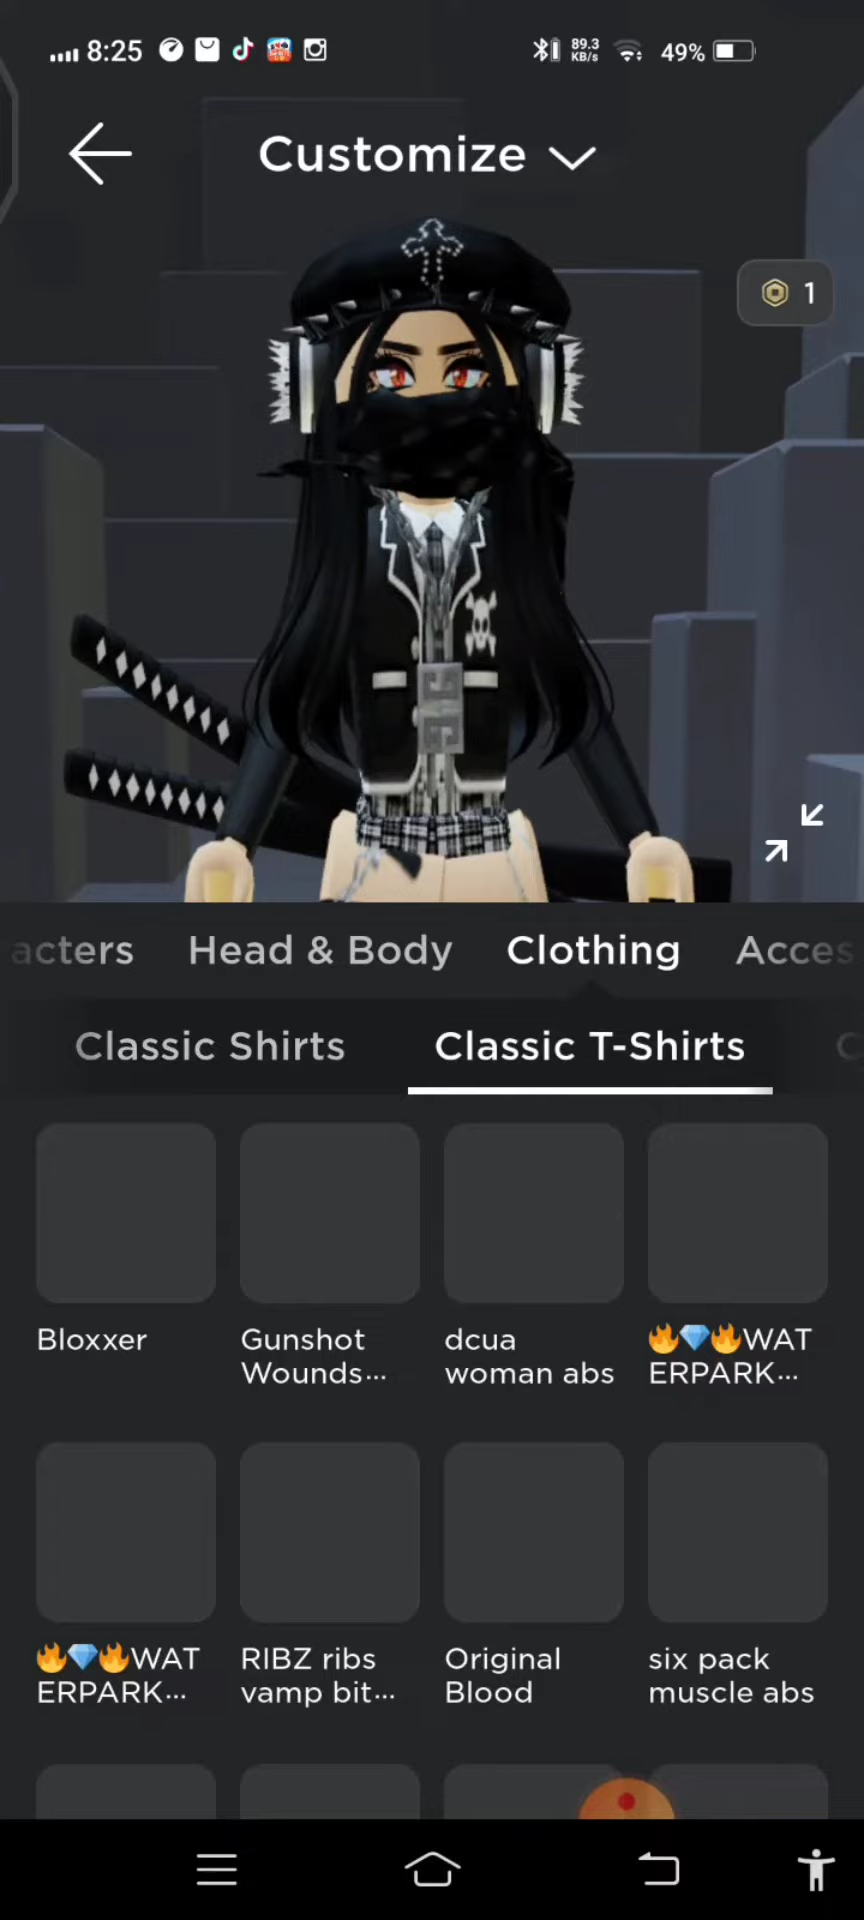 8:25
89.3
KB/s
49%
Customize
1
acters
Head & Body
Clothing
Acces
Classic Shirts
Classic T-Shirts
C
Bloxxer
Gunshot
Wounds...
dcua
woman abs
🔥💎🔥WAT
ERPARK...
🔥💎🔥WAT
ERPARK...
RIBZ ribs
vamp bit...
Original
Blood
six pack
muscle abs